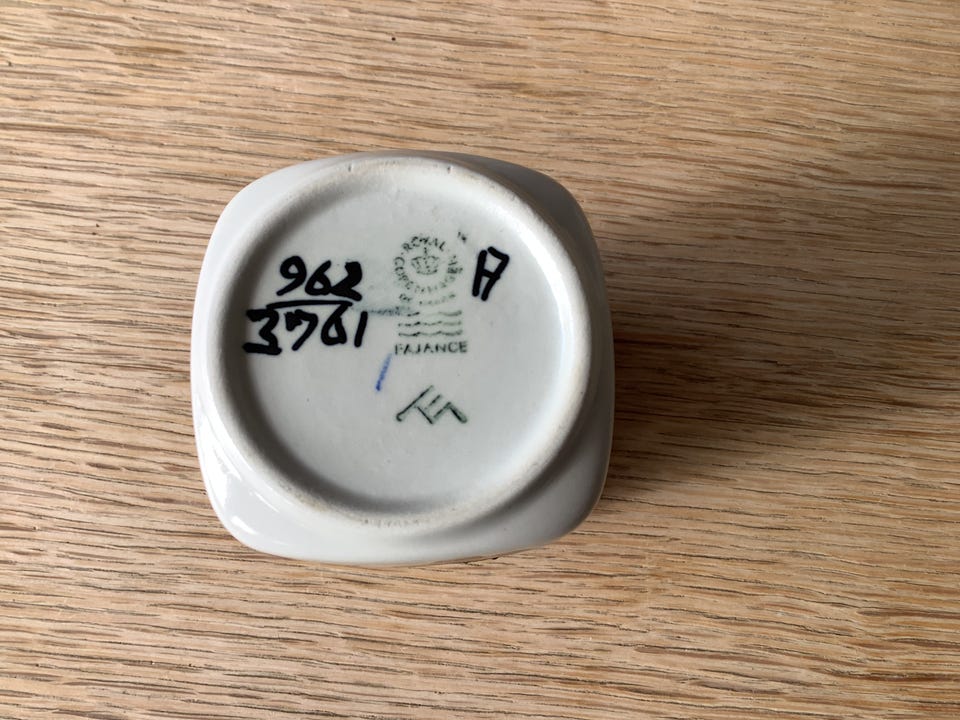 962
3761
ROYAL
COPENHAGEN
FAJANCE
A